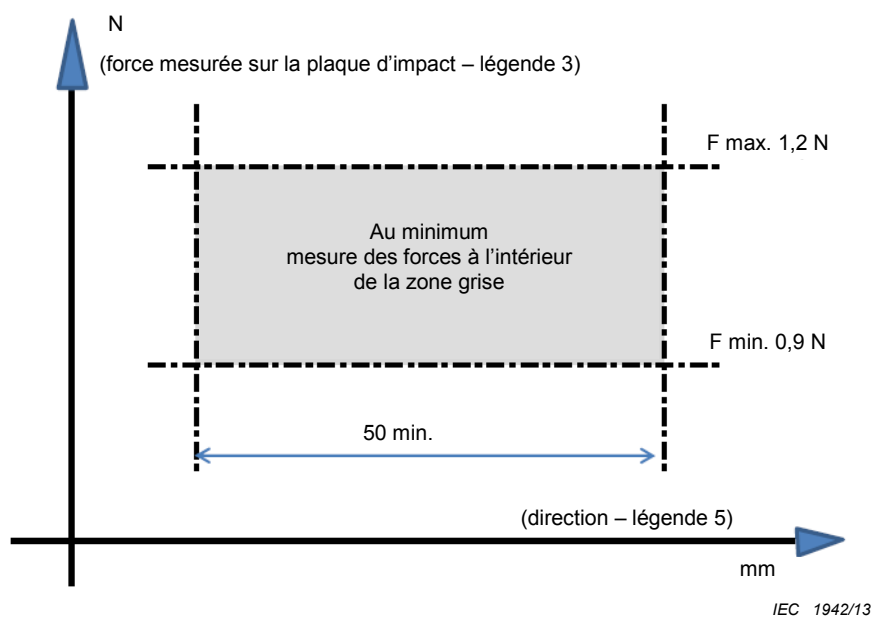 N
(force mesurée sur la plaque d’impact – légende 3)
F max. 1,2 N
Au minimum
mesure des forces à l’intérieur
de la zone grise
F min. 0,9 N
50 min.
(direction – légende 5)
mm
IEC 1942/13